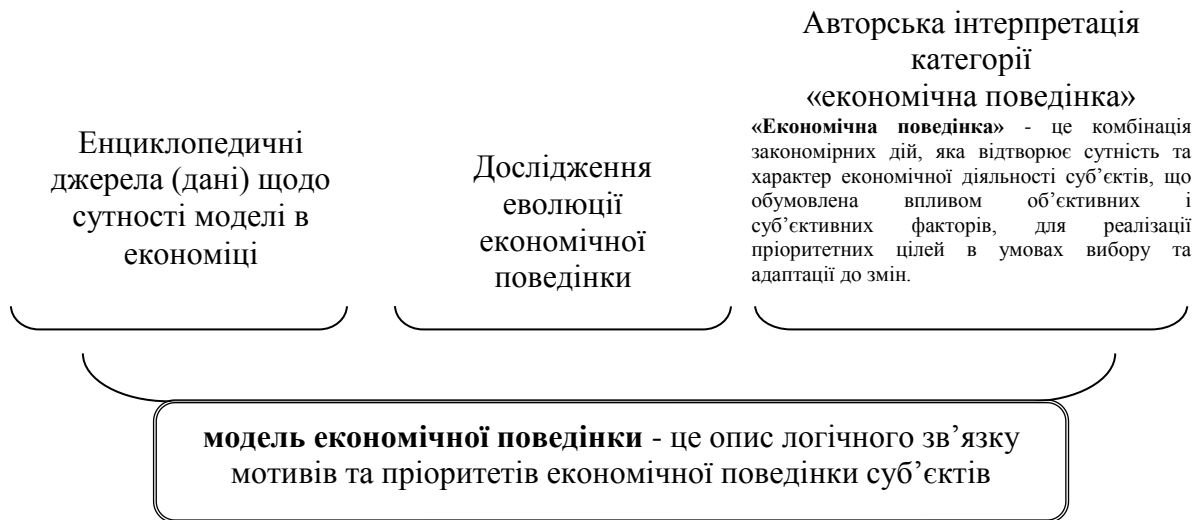 Енциклопедичні
джерела (дані) щодо
сутності моделі в
економіці
Дослідження
еволюції
економічної
поведінки
Авторська інтерпретація
категорії
«економічна поведінка»
«Економічна поведінка» - це комбінація
закономірних дій, яка відтворює сутність та
характер економічної діяльності суб’єктів, що
обумовлена впливом об’єктивних і
суб’єктивних факторів, для реалізації
пріоритетних цілей в умовах вибору та
адаптації до змін.
модель економічної поведінки - це опис логічного зв’язку
мотивів та пріоритетів економічної поведінки суб’єктів